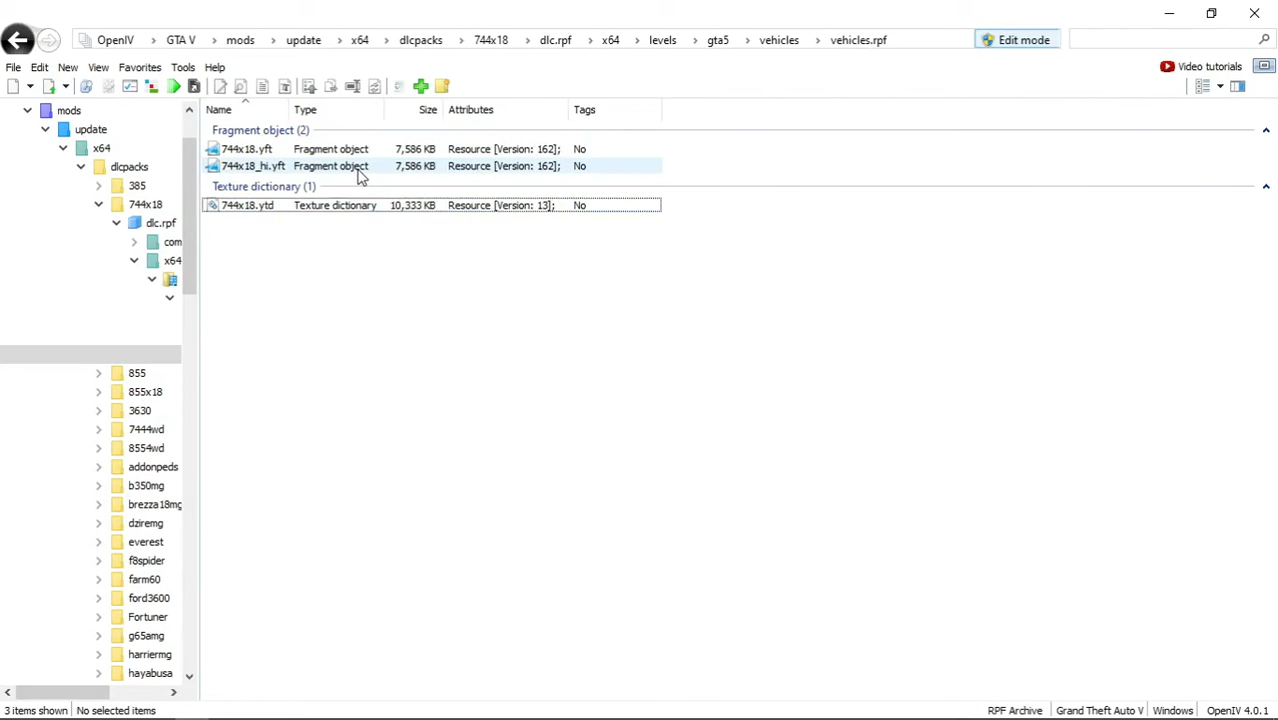 OpenIV GTA V mods update x64 dlcpacks 744x18 dlc.rpf x64 levels gta5 vehicles vehicles.rpf Edit mode
File Edit View Favorites Tools Help Video tutorials
mods
update
x64
dlcpacks
385
744x18
dlc.rpf
com
x64
855
855x18
3630
7444wd
8554wd
addonpeds
b350mg
brezza18mg
dziremg
everest
f8spider
farm60
ford3600
Fortuner
g65amg
harriermg
hayabusa
Name Type Size Attributes Tags
Fragment object (2)
744x18.yft Fragment object 7,586 KB Resource [Version: 162]; No
744x18_hi.yft Fragment object 7,586 KB Resource [Version: 162]; No
Texture dictionary (1)
744x18.ytd Texture dictionary 10,333 KB Resource [Version: 13]; No
3 items shown No selected items RPF Archive Grand Theft Auto V Windows OpenIV 4.0.1